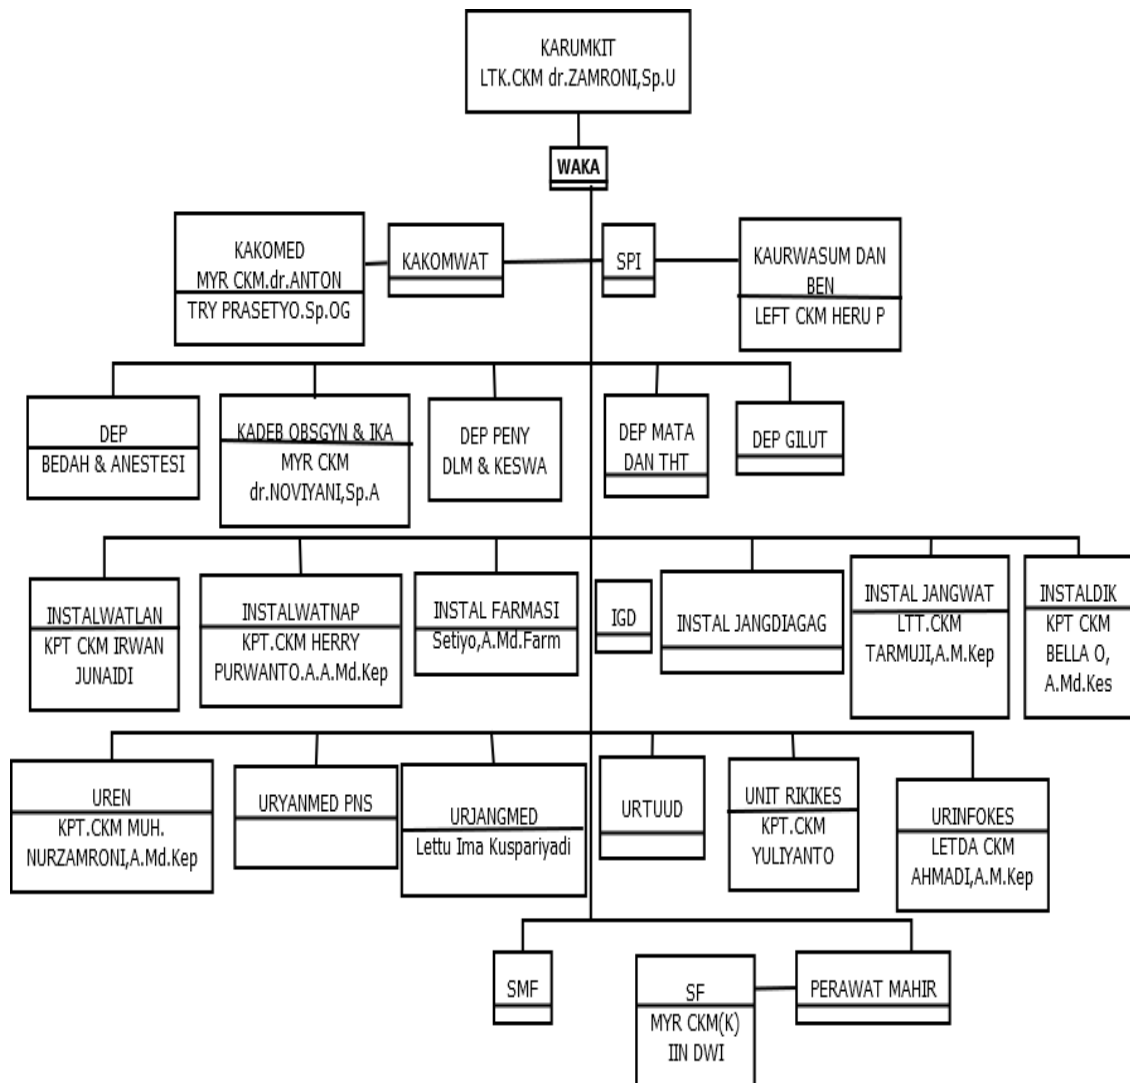 KARUMKIT
LTK.CKM dr.ZAMRONI,Sp.U
WAKA
KAKOMED
MYR CKM.dr.ANTON
TRY PRASETYO.Sp.OG
KAKOMWAT
SPI
KAURWASUM DAN
BEN
LEFT CKM HERU P
DEP
BEDAH & ANESTESI
KADEB OBSGYN & IKA
MYR CKM
dr.NOVIYANI,Sp.A
DEP PENY
DLM & KESWA
DEP MATA
DAN THT
DEP GILUT
INSTALWATLAN
KPT CKM IRWAN
JUNAIDI
INSTALWATNAP
KPT.CKM HERRY
PURWANTO.A.A.Md.Kep
INSTAL FARMASI
Setiyo,A.Md.Farm
IGD
INSTAL JANGDIAGAG
INSTAL JANGWAT
LTT.CKM
TARMUJI,A.M.Kep
INSTALDIK
KPT CKM
BELLA O,
A.Md.Kes
UREN
KPT.CKM MUH.
NURZAMRONI,A.Md.Kep
URYANMED PNS
URJANGMED
Lettu Ima Kuspariyadi
URTUUD
UNIT RIKIKES
KPT.CKM
YULIYANTO
URINFOKES
LETDA CKM
AHMADI,A.M.Kep
SMF
SF
MYR CKM(K)
IIN DWI
PERAWAT MAHIR